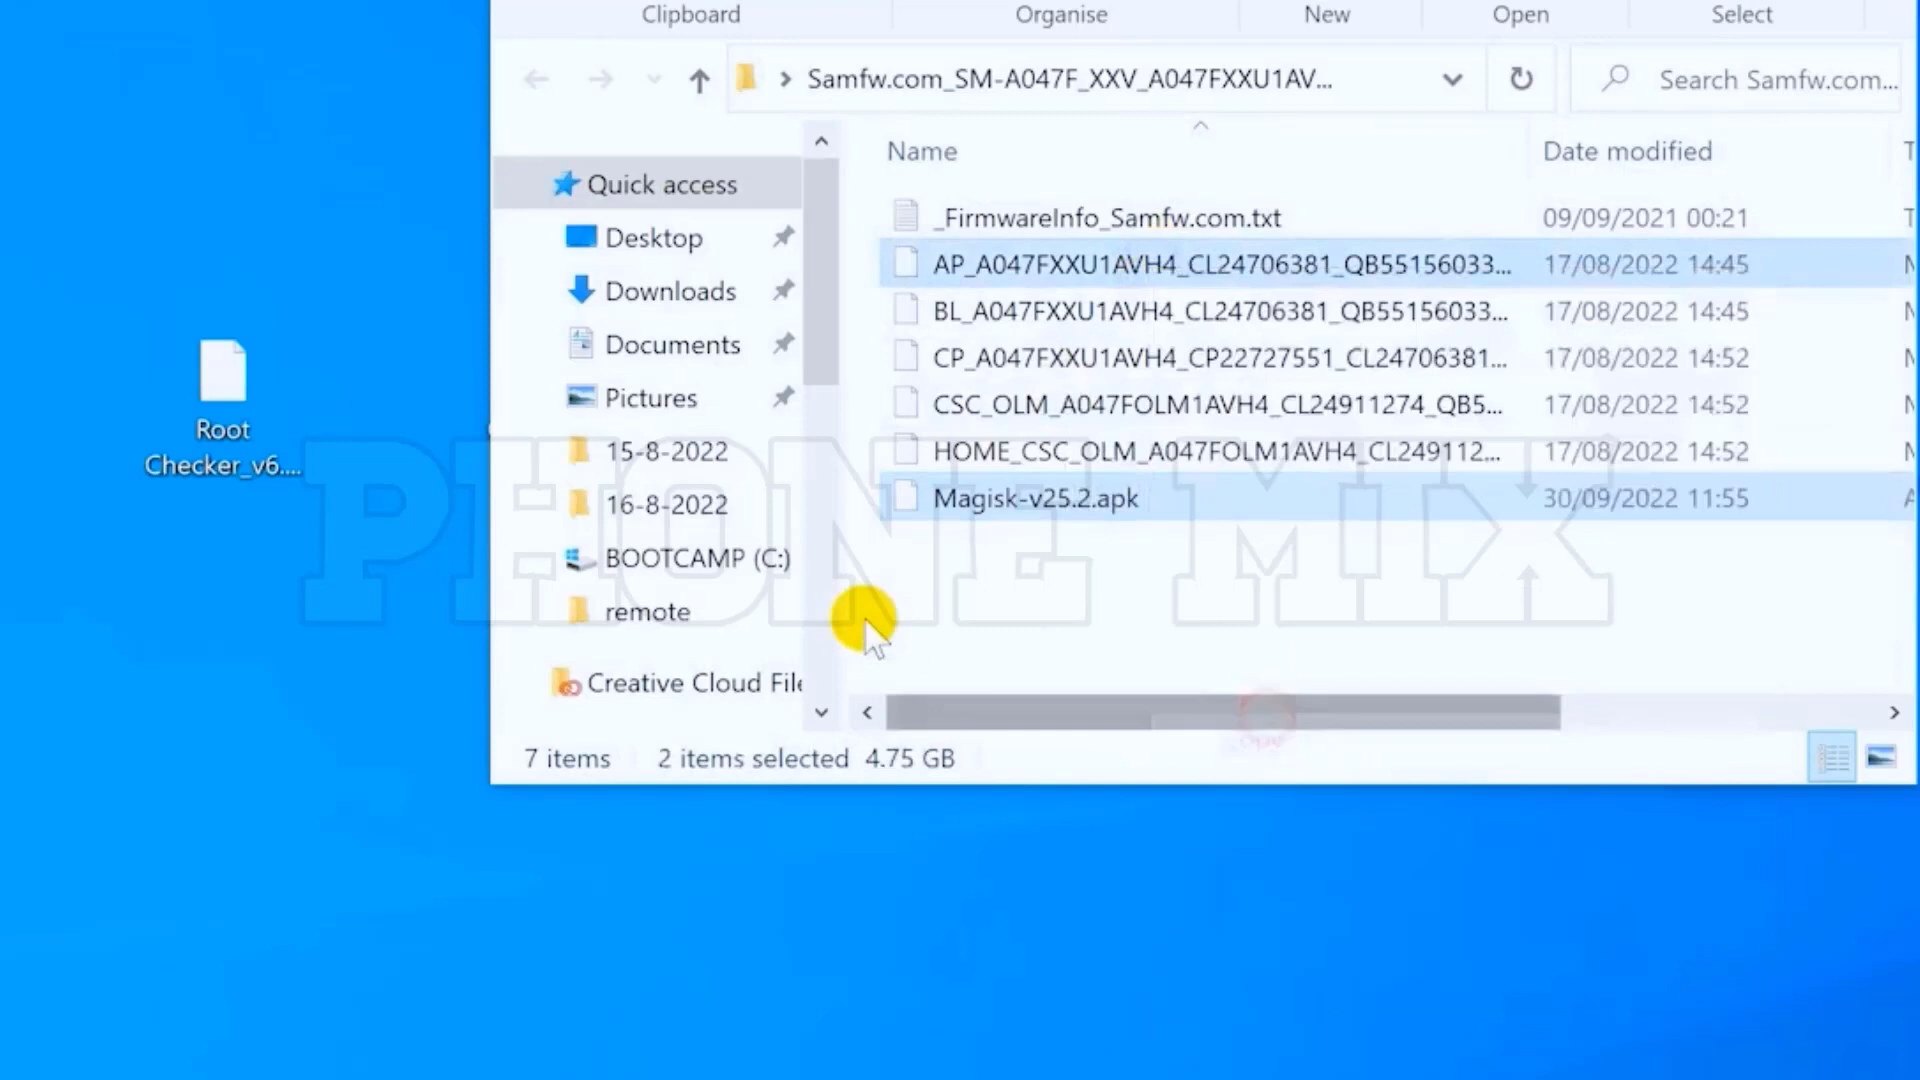 Clipboard
Organise
New
Open
Select
Samfw.com_SM-A047F_XXV_A047FXXU1AV...
Search Samfw.com...
Name
Date modified
T
Quick access
Desktop
Downloads
Documents
Pictures
15-8-2022
16-8-2022
BOOTCAMP (C:)
remote
Creative Cloud File
_FirmwareInfo_Samfw.com.txt 09/09/2021 00:21 T
AP_A047FXXU1AVH4_CL24706381_QB55156033... 17/08/2022 14:45
BL_A047FXXU1AVH4_CL24706381_QB55156033... 17/08/2022 14:45
CP_A047FXXU1AVH4_CP22727551_CL24706381... 17/08/2022 14:52
CSC_OLM_A047FOLM1AVH4_CL24911274_QB5... 17/08/2022 14:52
HOME_CSC_OLM_A047FOLM1AVH4_CL249112... 17/08/2022 14:52
Magisk-v25.2.apk 30/09/2022 11:55
7 items 2 items selected 4.75 GB
Root
Checker_v6....
PHONE MIX